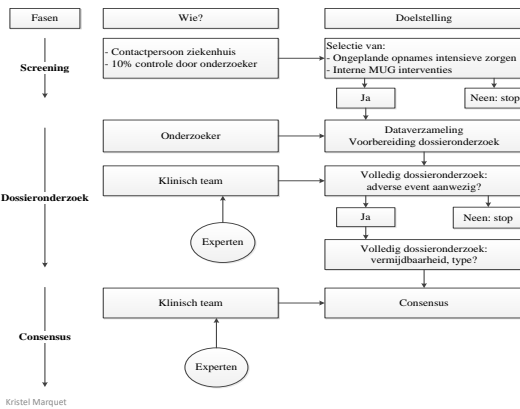 Fasen
Wie?
Doelstelling
Screening
- Contactpersoon ziekenhuis
- 10% controle door onderzoeker
Selectie van:
- Ongeplande opnames intensieve zorgen
- Interne MUG interventies
Ja
Neen: stop
Dossieronderzoek
Onderzoeker
Dataverzameling
Voorbereiding dossieronderzoek
Klinisch team
Volledig dossieronderzoek:
adverse event aanwezig?
Experten
Ja
Neen: stop
Volledig dossieronderzoek:
vermijdbaarheid, type?
Consensus
Klinisch team
Consensus
Experten
Kristel Marquet